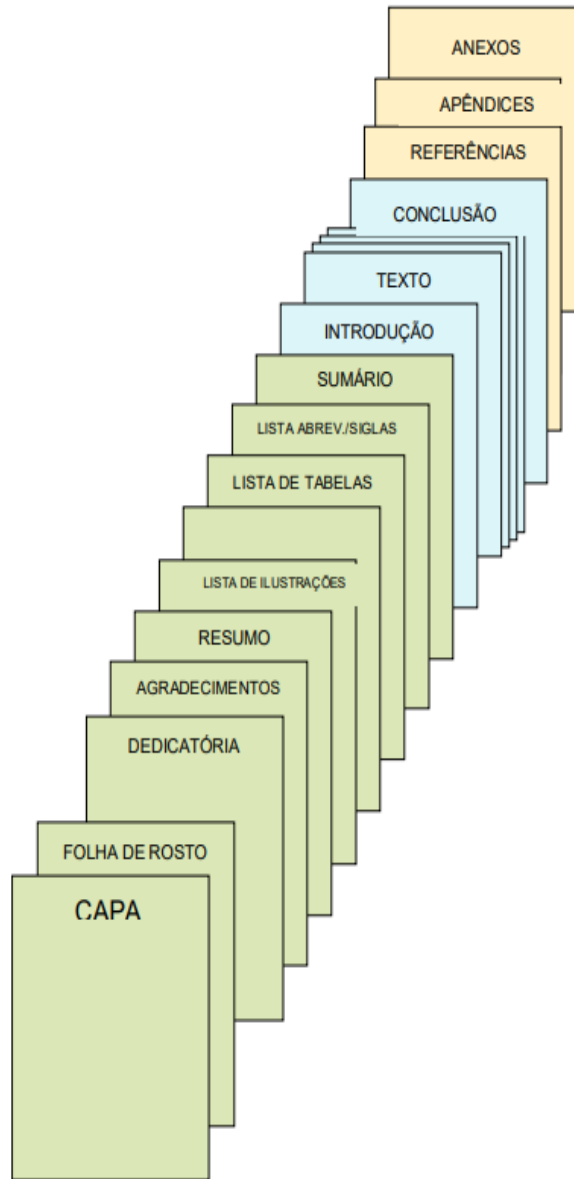 ANEXOS
APÊNDICES
REFERÊNCIAS
CONCLUSÃO
TEXTO
INTRODUÇÃO
SUMÁRIO
LISTA ABREV./SIGLAS
LISTA DE TABELAS
LISTA DE ILUSTRAÇÕES
RESUMO
AGRADECIMENTOS
DEDICATÓRIA
FOLHA DE ROSTO
CAPA